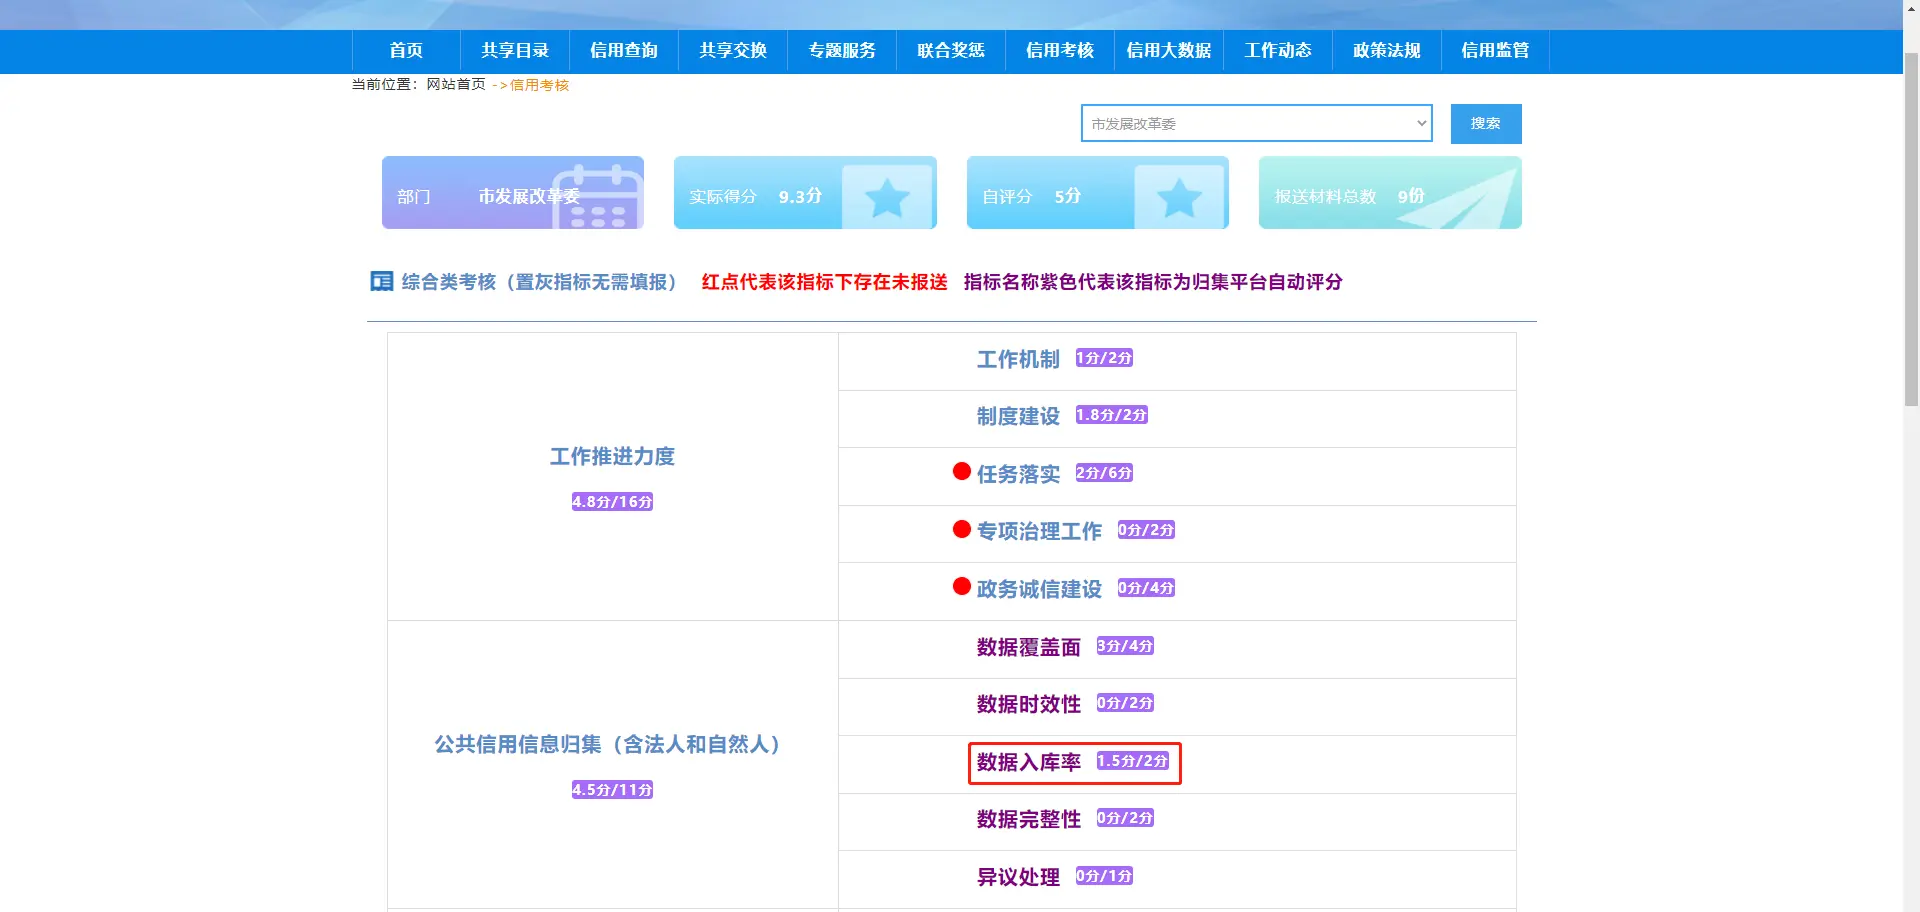 首页 共享目录 信用查询 共享交换 专题服务 联合奖惩 信用考核 信用大数据 工作动态 政策法规 信用监管
当前位置：网站首页 ->信用考核
市发展改革委 搜索
部门 市发展改革委 实际得分 9.3分 自评分 5分 报送材料总数 9份
综合类考核（置灰指标无需填报） 红点代表该指标下存在未报送 指标名称紫色代表该指标为归集平台自动评分
工作推进力度
4.8分/16分
工作机制 1分/2分
制度建设 1.8分/2分
任务落实 2分/6分
专项治理工作 0分/2分
政务诚信建设 0分/4分
公共信用信息归集（含法人和自然人）
4.5分/11分
数据覆盖面 3分/4分
数据时效性 0分/2分
数据入库率 1.5分/2分
数据完整性 0分/2分
异议处理 0分/1分